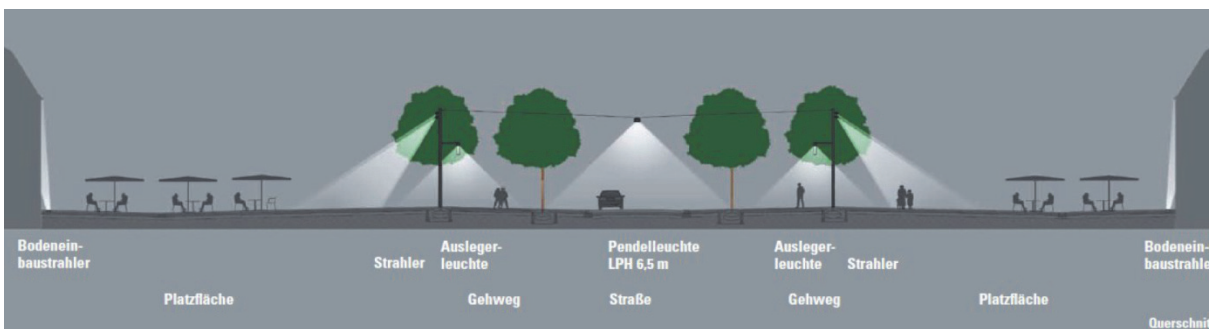 Bodenein-
baustrahler
Strahler
Ausleger-
leuchte
Pendelleuchte
LPH 6,5 m
Ausleger-
leuchte
Strahler
Bodenein-
baustrahle
Platzfläche
Gehweg
Straße
Gehweg
Platzfläche
Querschnit